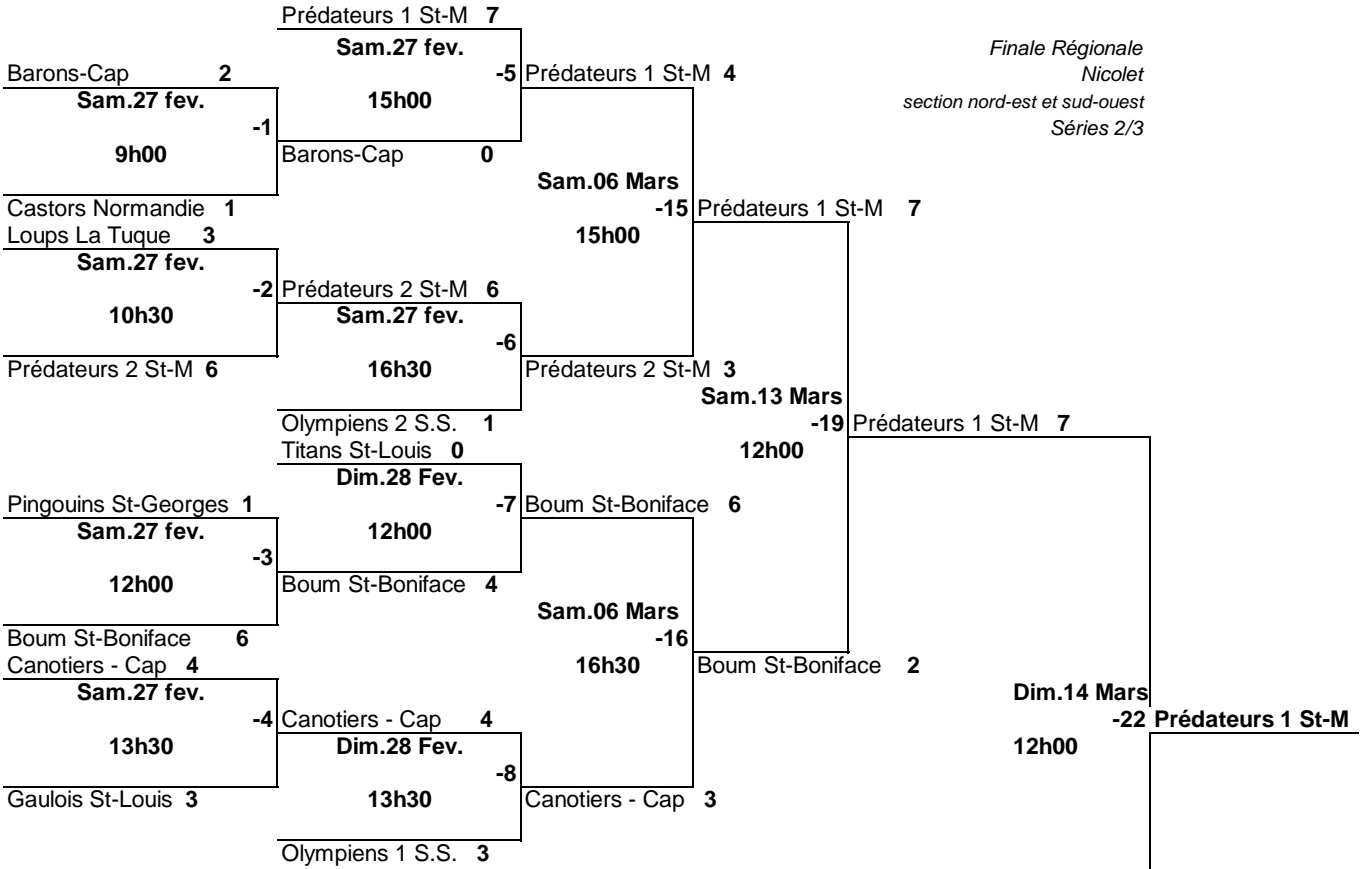 Prédateurs 1 St-M 7
Sam.27 fev.
Finale Régionale
Barons-Cap 2
-5 Prédateurs 1 St-M 4
Nicolet
Sam.27 fev.
15h00
section nord-est et sud-ouest
-1
Séries 2/3
9h00
Barons-Cap 0
Sam.06 Mars
Castors Normandie 1
-15 Prédateurs 1 St-M 7
Loups La Tuque 3
15h00
Sam.27 fev.
-2 Prédateurs 2 St-M 6
10h30
Sam.27 fev.
-6
Prédateurs 2 St-M 6
16h30
Prédateurs 2 St-M 3
Sam.13 Mars
Olympiens 2 S.S. 1
-19 Prédateurs 1 St-M 7
Titans St-Louis 0
12h00
Dim.28 Fev.
Pingouins St-Georges 1
-7 Boum St-Boniface 6
Sam.27 fev.
12h00
-3
12h00
Boum St-Boniface 4
Sam.06 Mars
Boum St-Boniface 6
-16
Canotiers - Cap 4
16h30
Boum St-Boniface 2
Sam.27 fev.
Dim.14 Mars
-4 Canotiers - Cap 4
-22 Prédateurs 1 St-M
13h30
Dim.28 Fev.
12h00
-8
Gaulois St-Louis 3
13h30
Canotiers - Cap 3
Olympiens 1 S.S. 3